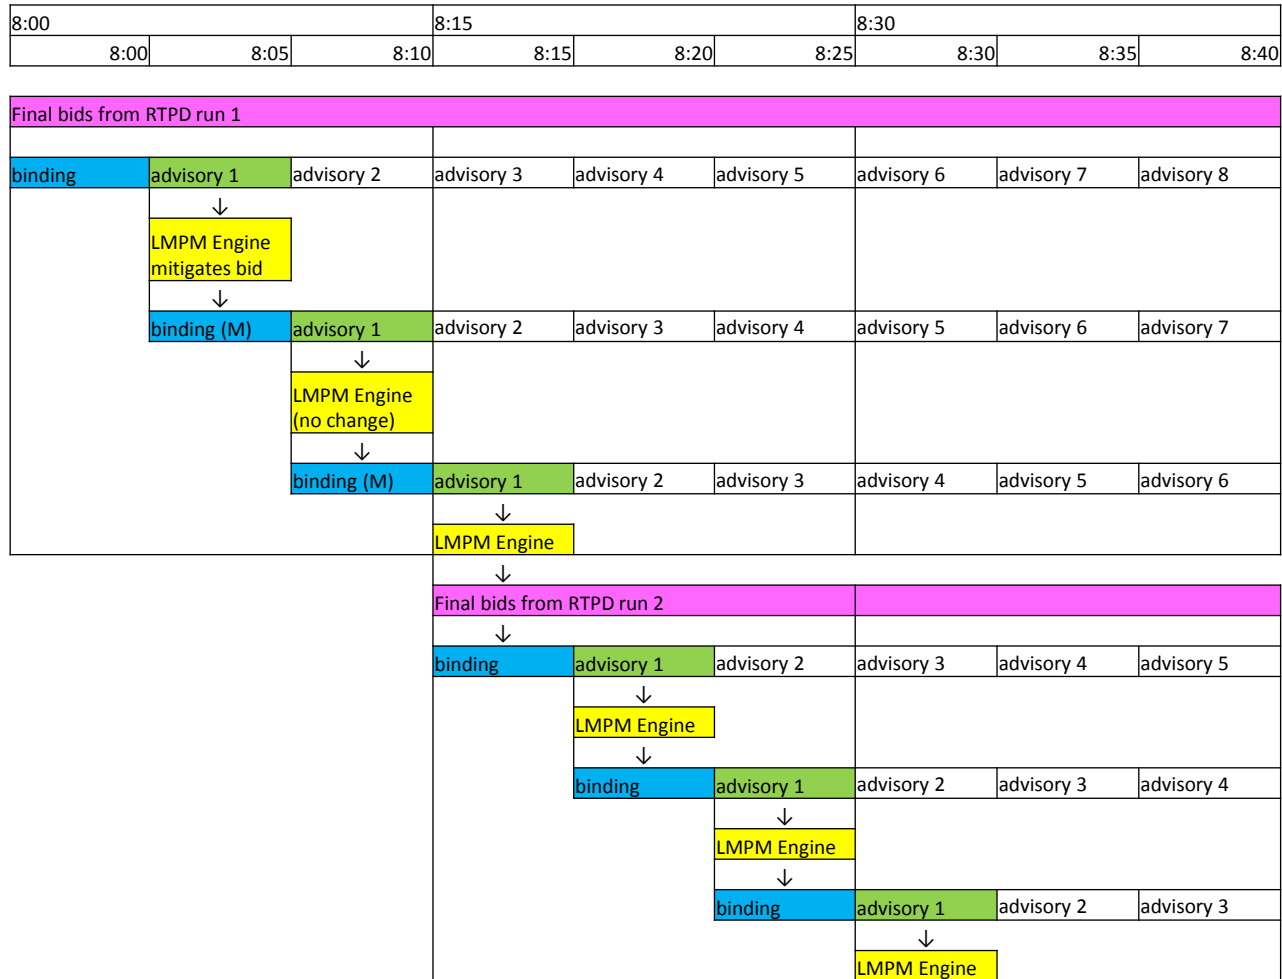 8:00 8:15 8:30
8:00 8:05 8:10 8:15 8:20 8:25 8:30 8:35 8:40
Final bids from RTPD run 1
binding advisory 1 advisory 2 advisory 3 advisory 4 advisory 5 advisory 6 advisory 7 advisory 8
↓
LMPM Engine
mitigates bid
↓
binding (M) advisory 1 advisory 2 advisory 3 advisory 4 advisory 5 advisory 6 advisory 7
↓
LMPM Engine
(no change)
↓
binding (M) advisory 1 advisory 2 advisory 3 advisory 4 advisory 5 advisory 6
↓
LMPM Engine
↓
Final bids from RTPD run 2
↓
binding advisory 1 advisory 2 advisory 3 advisory 4 advisory 5
↓
LMPM Engine
↓
binding advisory 1 advisory 2 advisory 3 advisory 4
↓
LMPM Engine
↓
binding advisory 1 advisory 2 advisory 3
↓
LMPM Engine